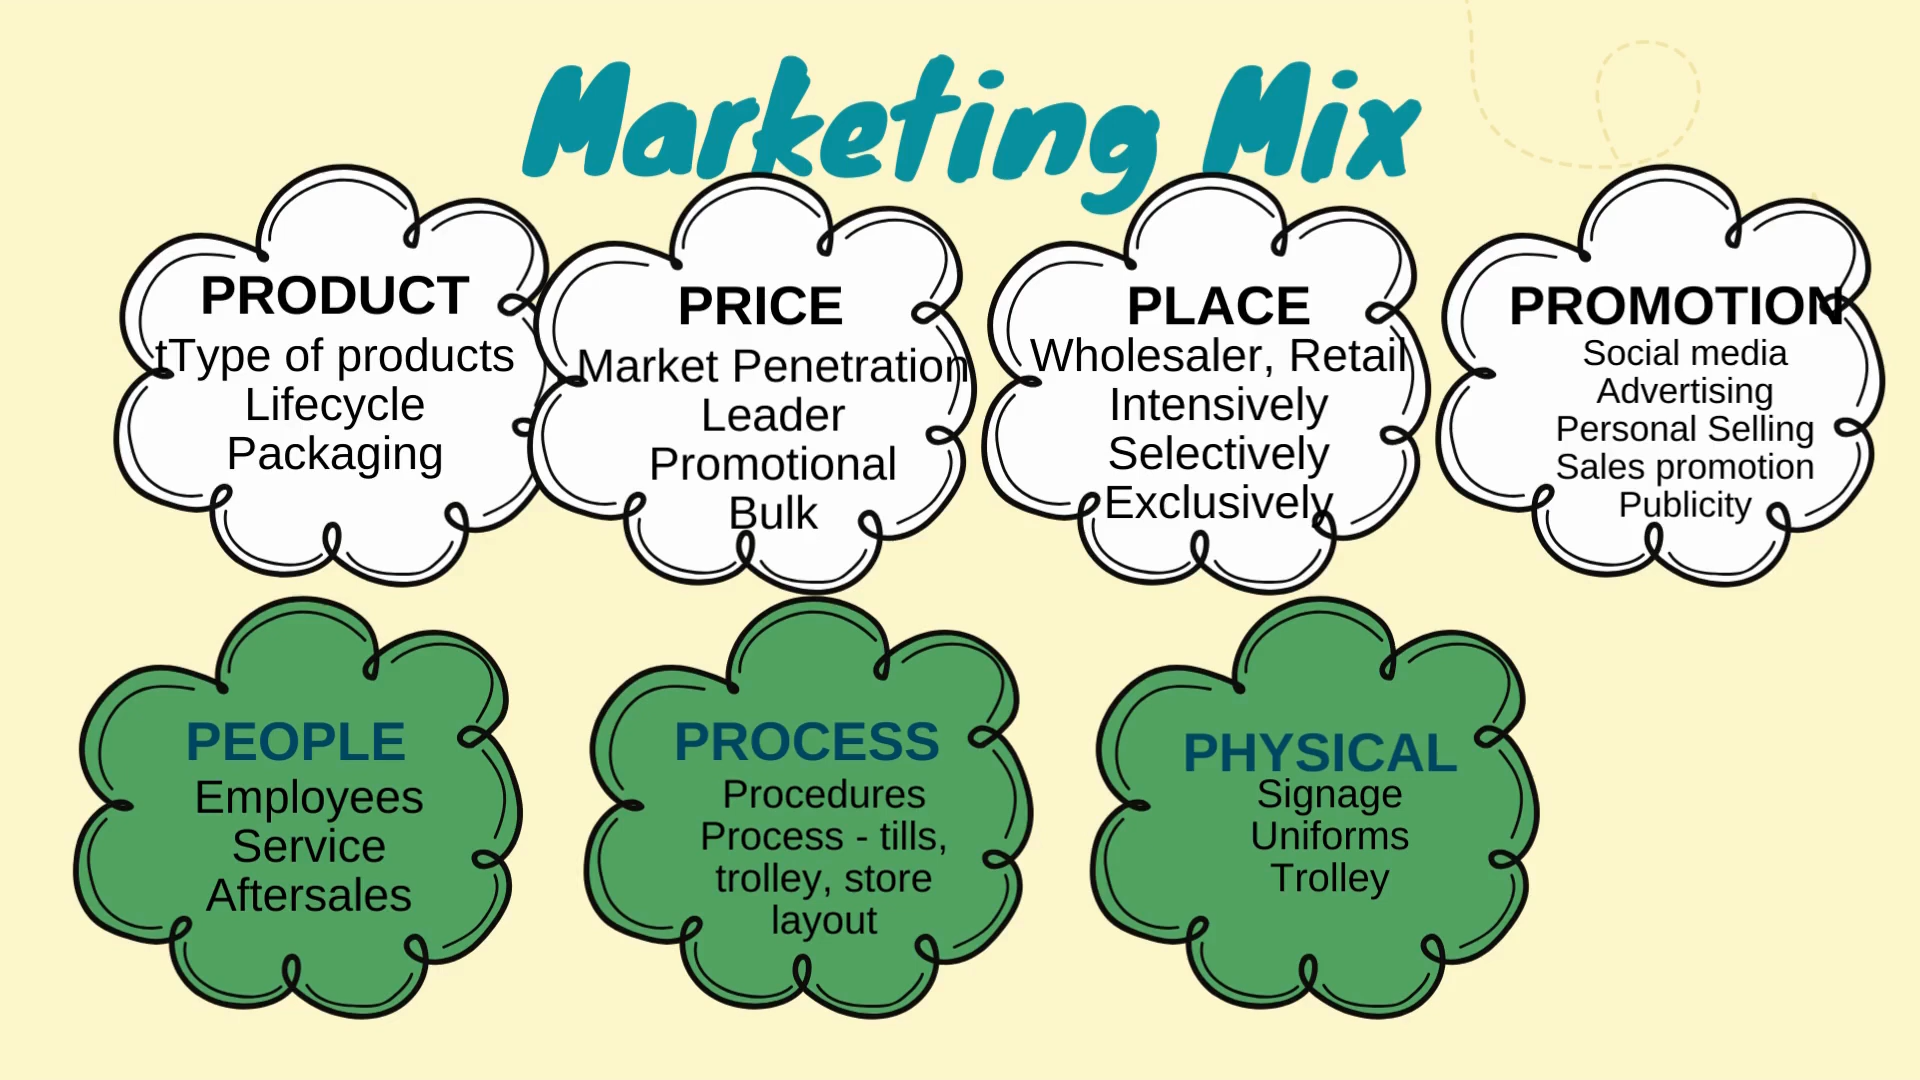 Marketing Mix
PRODUCT
tType of products
Lifecycle
Packaging
PRICE
Market Penetration
Leader
Promotional
Bulk
PLACE
Wholesaler, Retail
Intensively
Selectively
Exclusively
PROMOTION
Social media
Advertising
Personal Selling
Sales promotion
Publicity
PEOPLE
Employees
Service
Aftersales
PROCESS
Procedures
Process - tills,
trolley, store
layout
PHYSICAL
Signage
Uniforms
Trolley